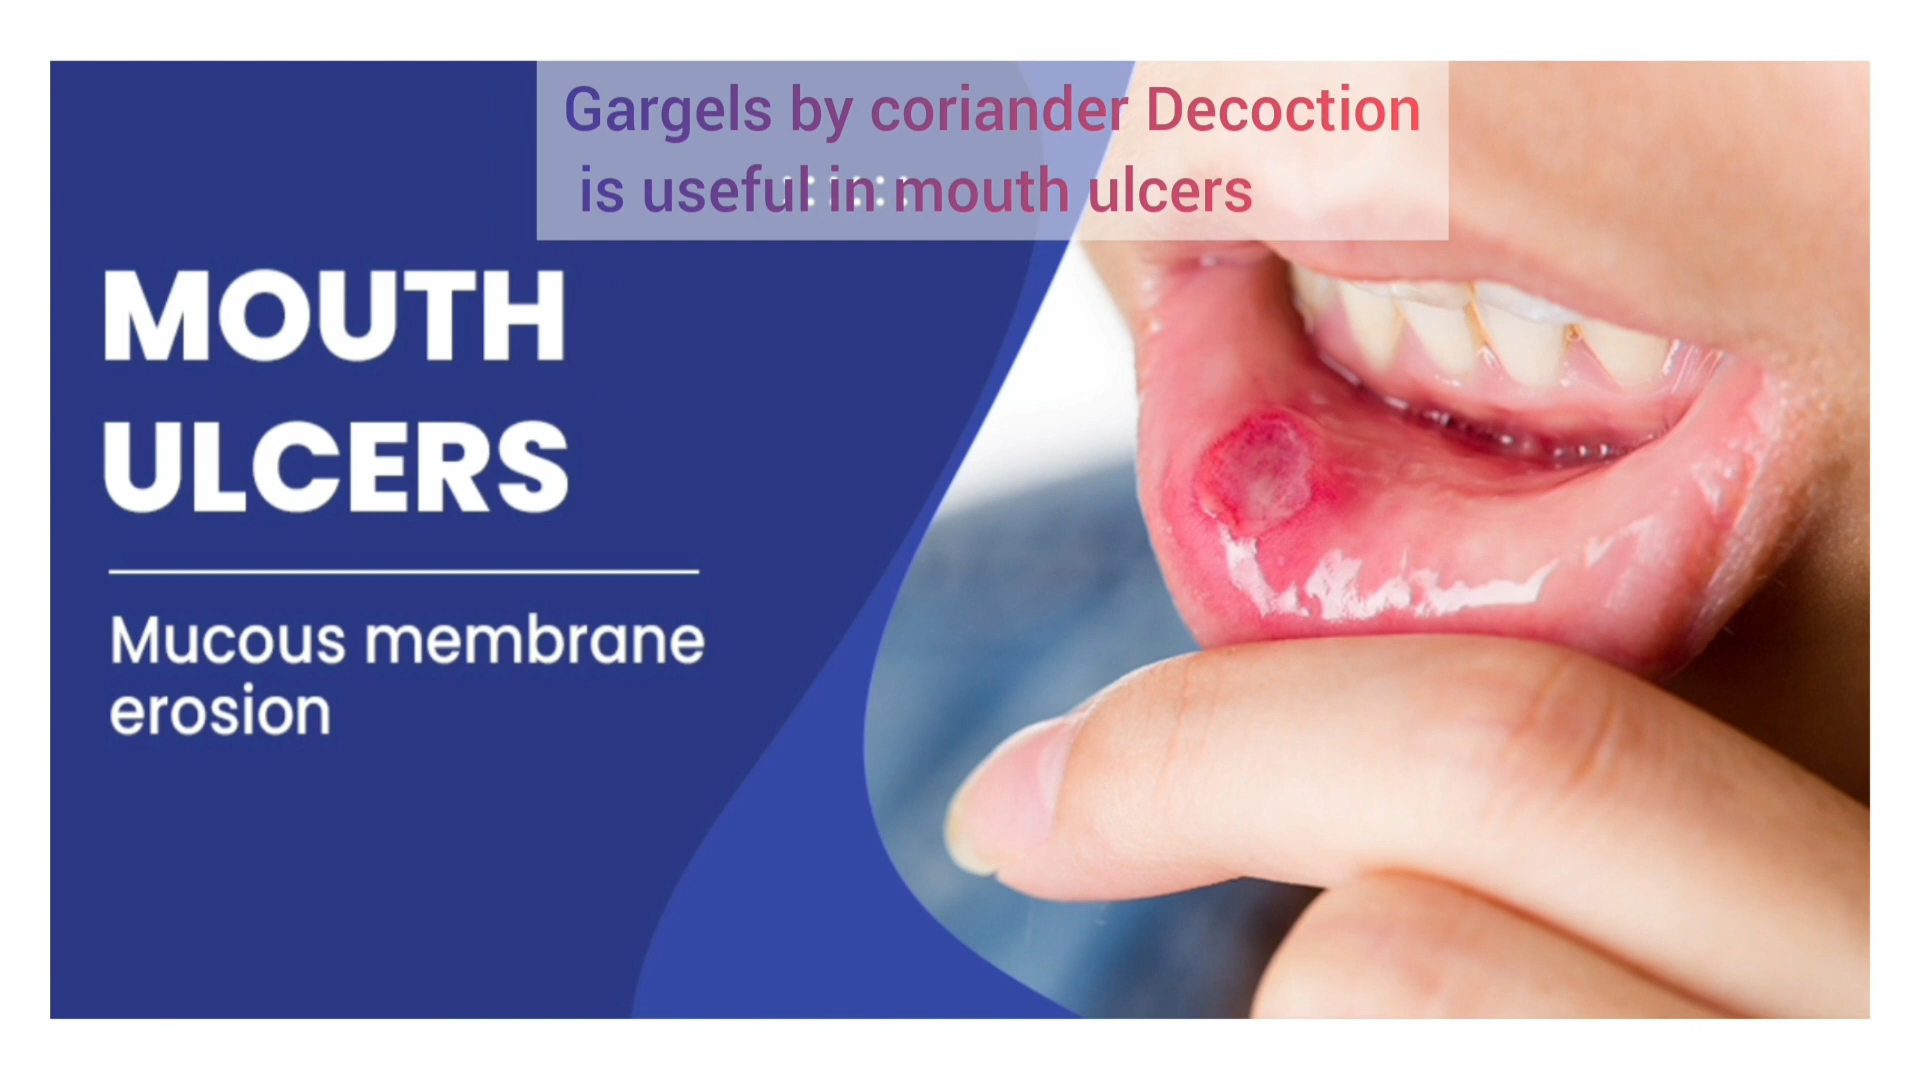 Gargels by coriander Decoction
is useful in mouth ulcers
MOUTH
ULCERS
Mucous membrane
erosion